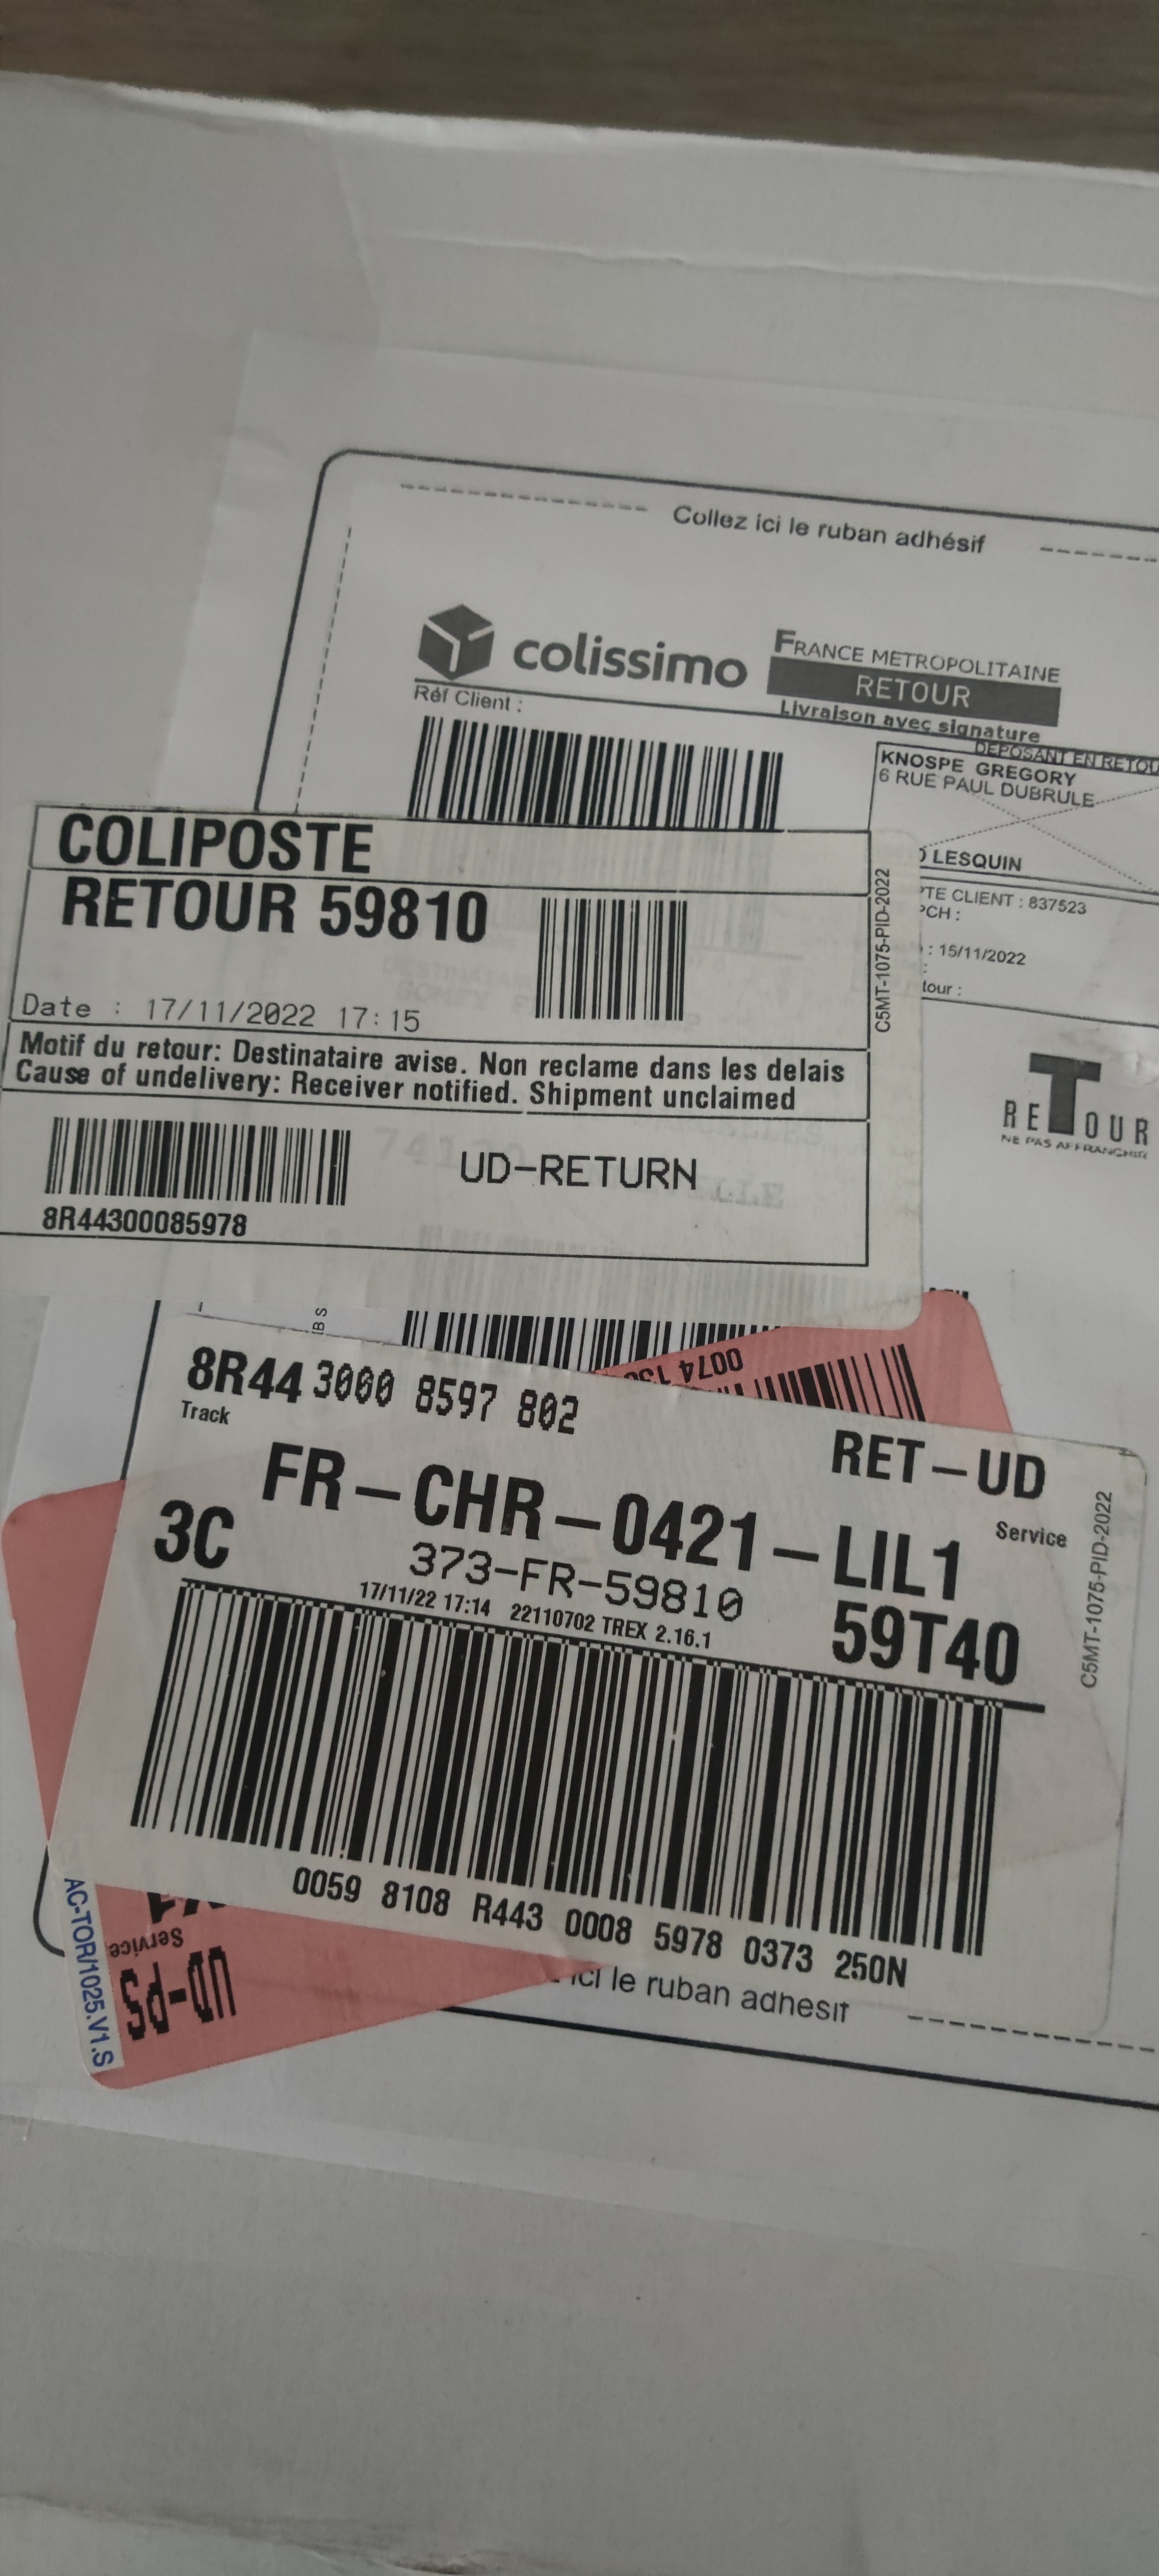 Collez ici le ruban adhésif
colissimo
FRANCE METROPOLITAINE
RETOUR
Livraison avec signature
Réf Client :
DEPOSANT EN RETOU
KNOSPE GREGORY
6 RUE PAUL DUBRULE
LESQUIN
TE CLIENT : 837523
PCH :
: 15/11/2022
:
tour :
COLIPOSTE
RETOUR 59810
C5MT-1075-PID-2022
Date : 17/11/2022 17:15
Motif du retour: Destinataire avise. Non reclame dans les delais
Cause of undelivery: Receiver notified. Shipment unclaimed
UD-RETURN
8R44300085978
RETOUR
NE PAS AFFRANCHIR
0074
8R44 3000 8597 802
Track
RET-UD
Service
FR-CHR-0421-LIL1
3C
373-FR-59810
17/11/22 17:14 22110702 TREX 2.16.1
59T40
C5MT-1075-PID-2022
0059 8108 R443 0008 5978 0373 250N
ici le ruban adhesif
Service
UD-PS
AC-TOR/1025.V1.S